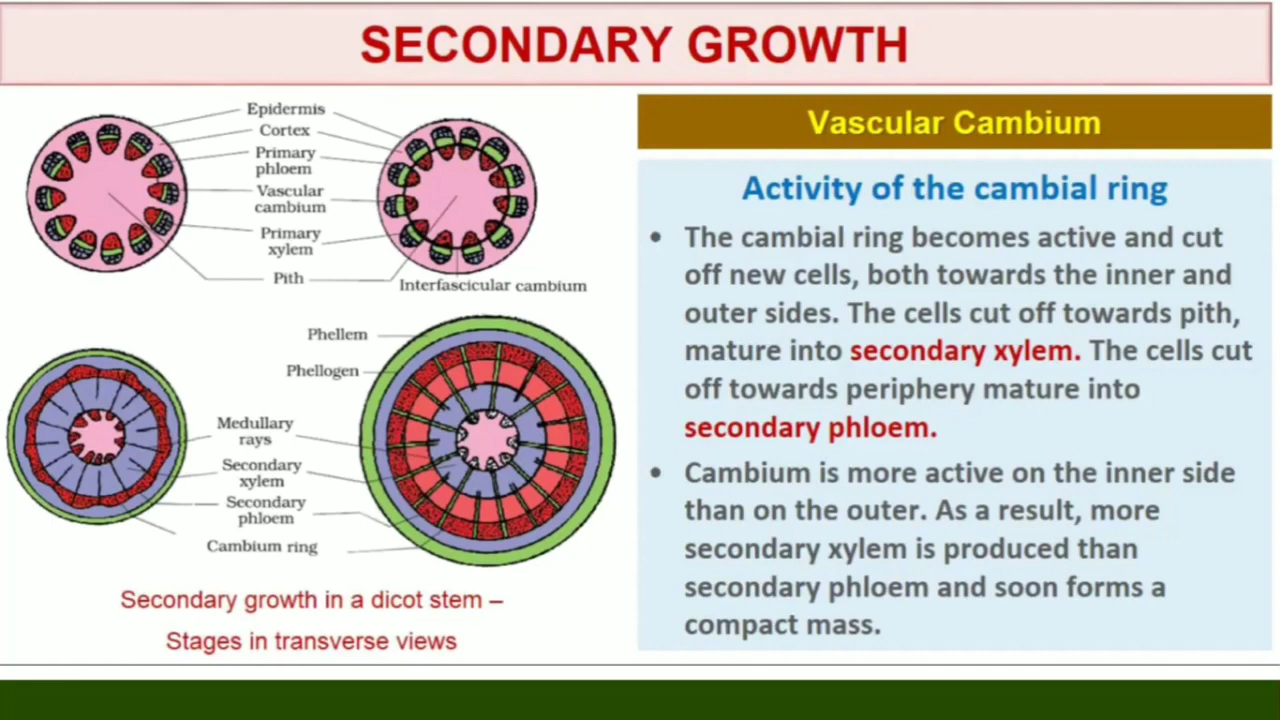 SECONDARY GROWTH
Epidermis
Cortex
Primary
phloem
Vascular
cambium
Primary
xylem
Pith
Interfascicular cambium
Phellem
Phellogen
Medullary
rays
Secondary
xylem
Secondary
phloem
Cambium ring
Secondary growth in a dicot stem –
Stages in transverse views
Vascular Cambium
Activity of the cambial ring
• The cambial ring becomes active and cut
off new cells, both towards the inner and
outer sides. The cells cut off towards pith,
mature into secondary xylem. The cells cut
off towards periphery mature into
secondary phloem.
• Cambium is more active on the inner side
than on the outer. As a result, more
secondary xylem is produced than
secondary phloem and soon forms a
compact mass.